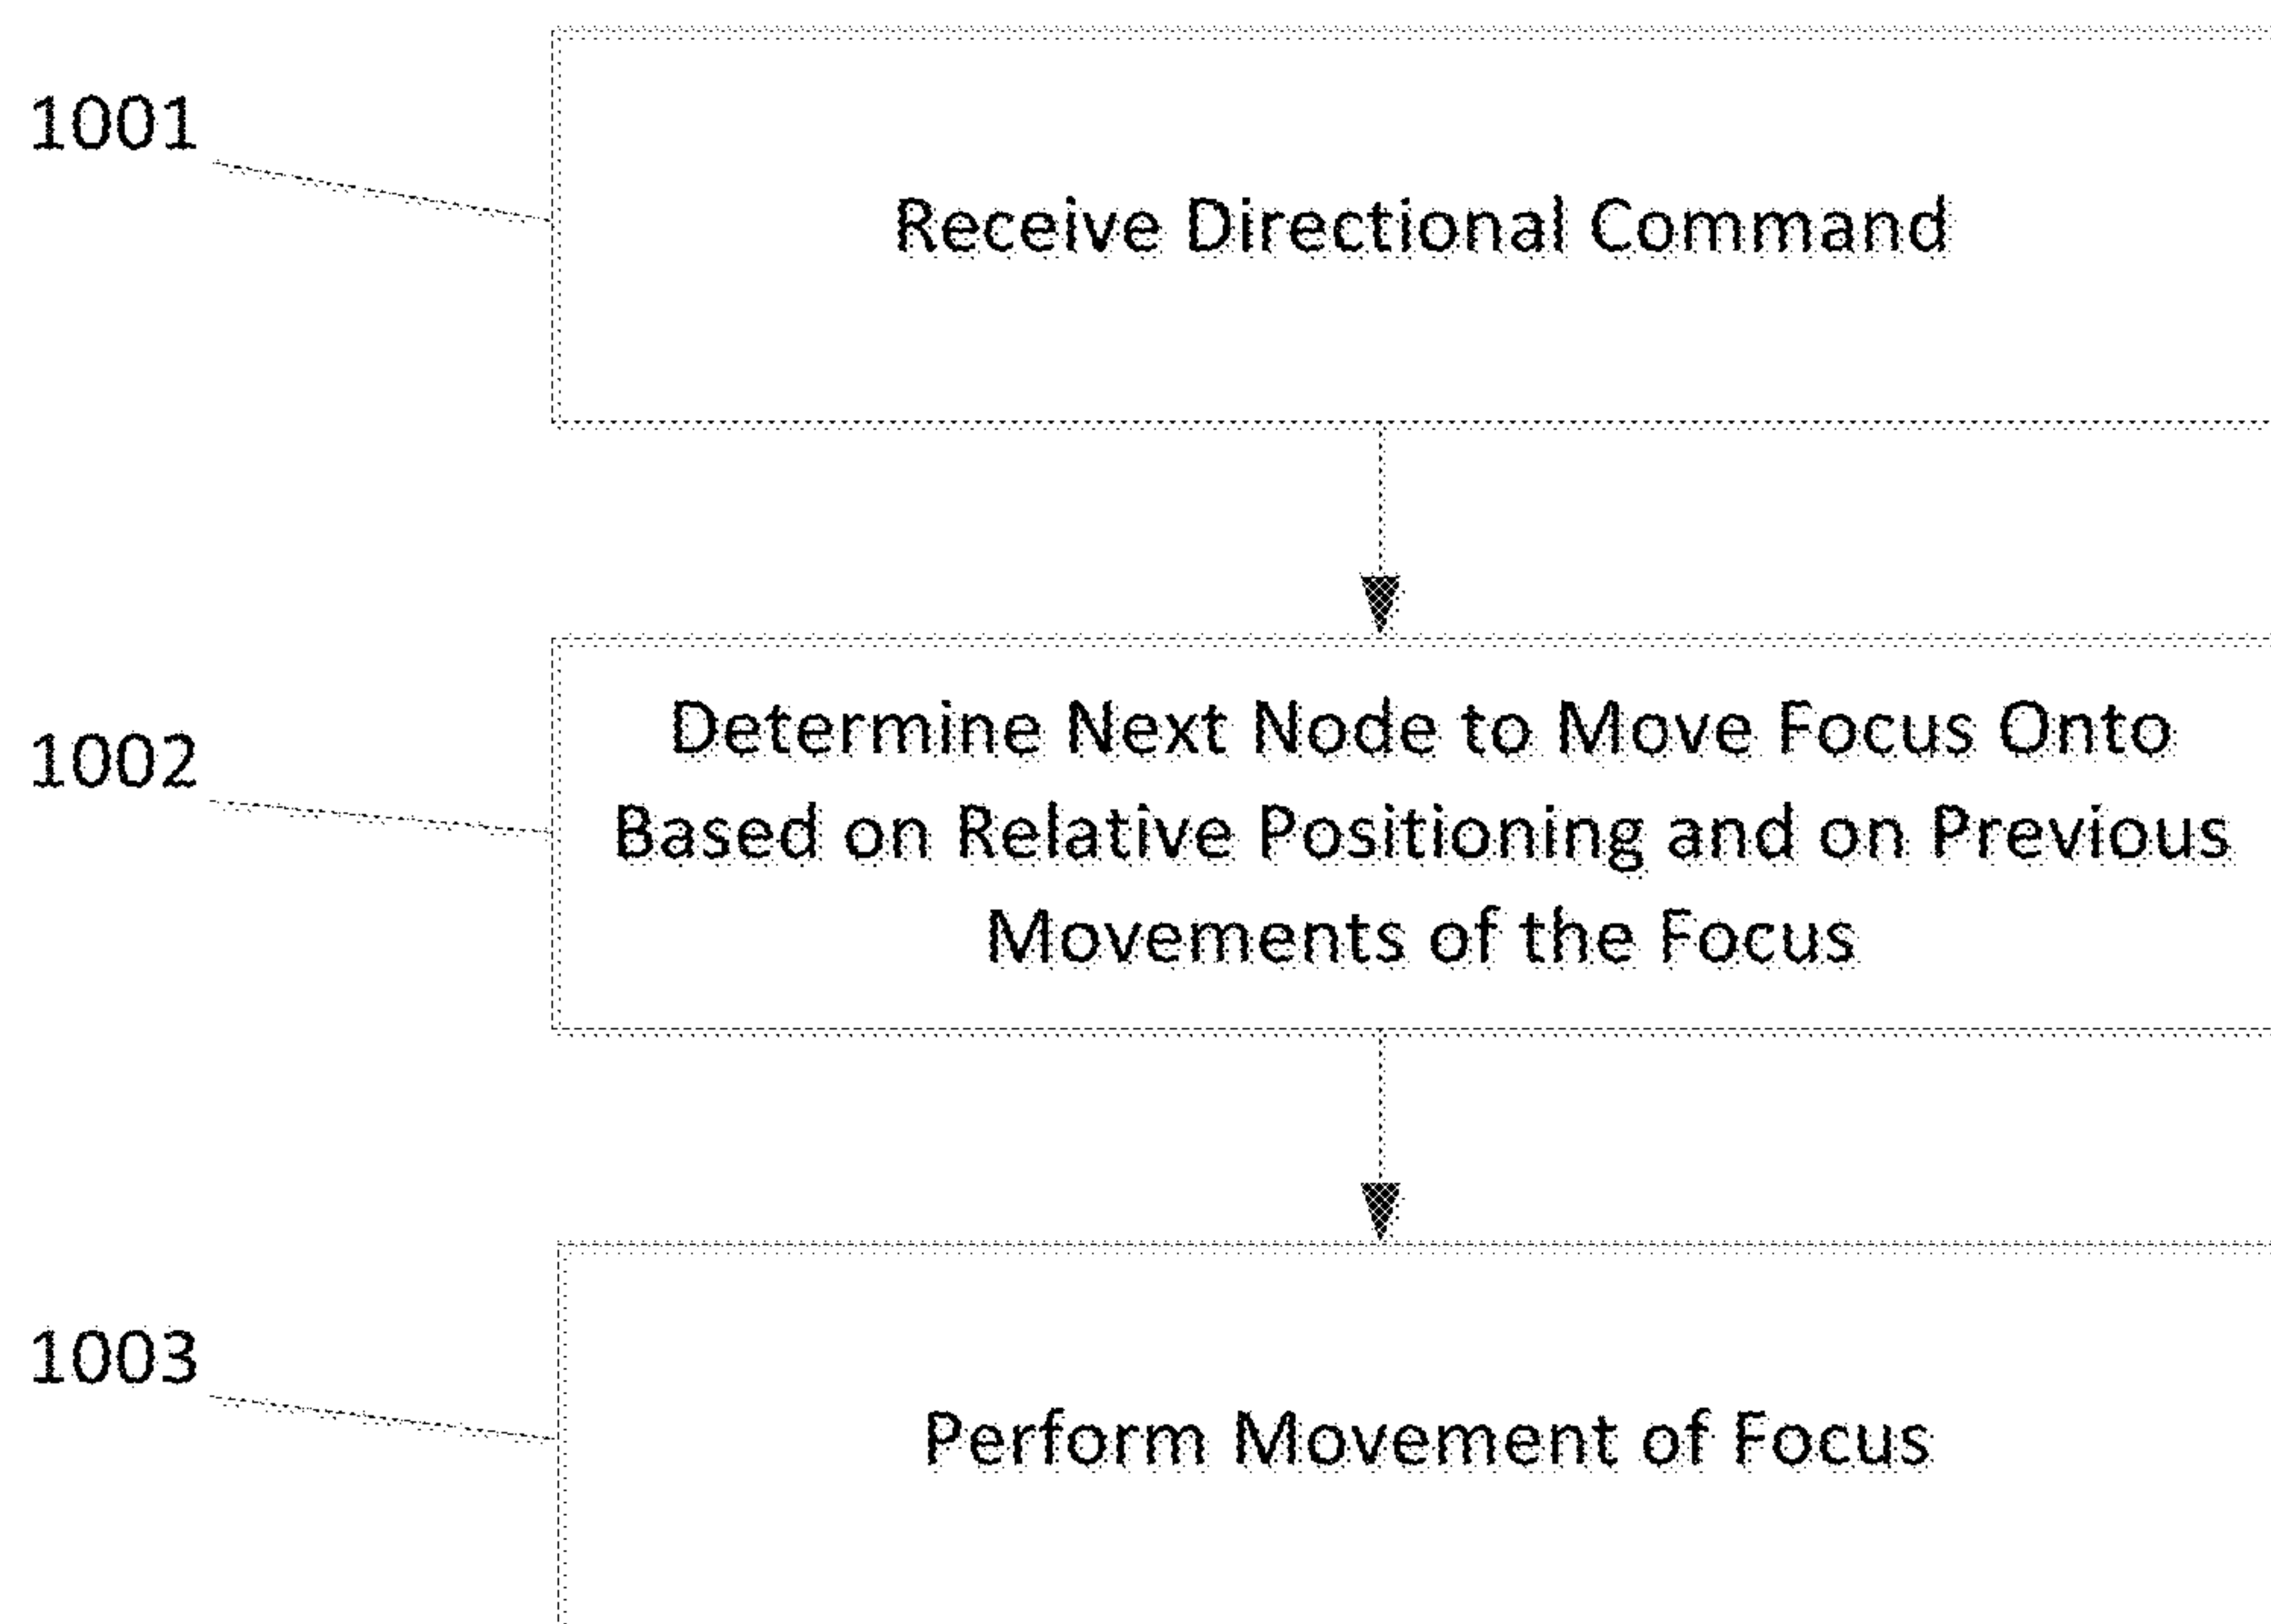 1001
Receive Directional Command
1002
Determine Next Node to Move Focus Onto
Based on Relative Positioning and on Previous
Movements of the Focus
1003
Perform Movement of Focus